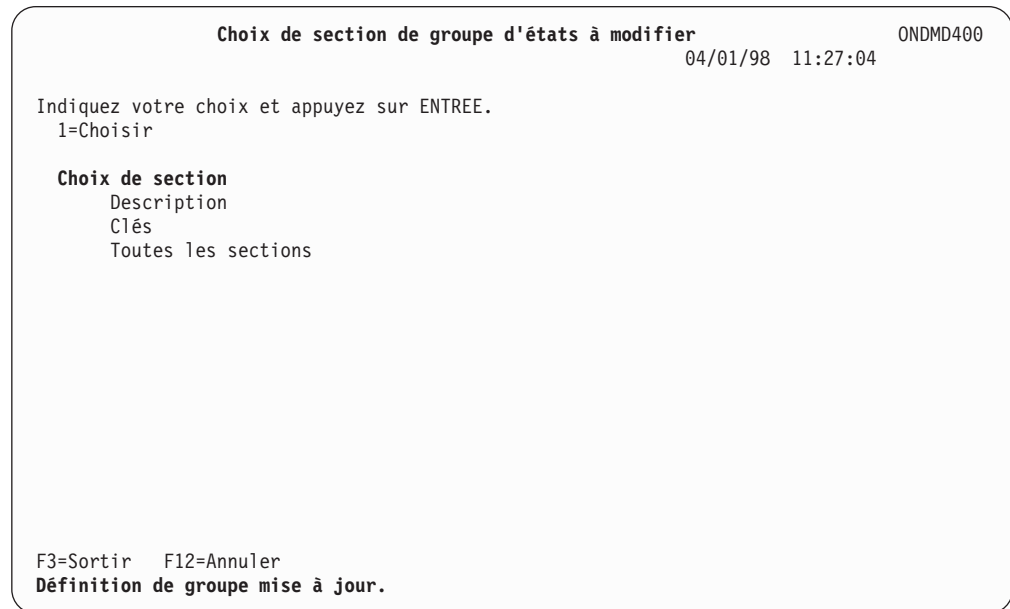 Choix de section de groupe d'états à modifier ONDMD400
04/01/98 11:27:04
Indiquez votre choix et appuyez sur ENTREE.
1=Choisir
Choix de section
Description
Clés
Toutes les sections
F3=Sortir F12=Annuler
Définition de groupe mise à jour.